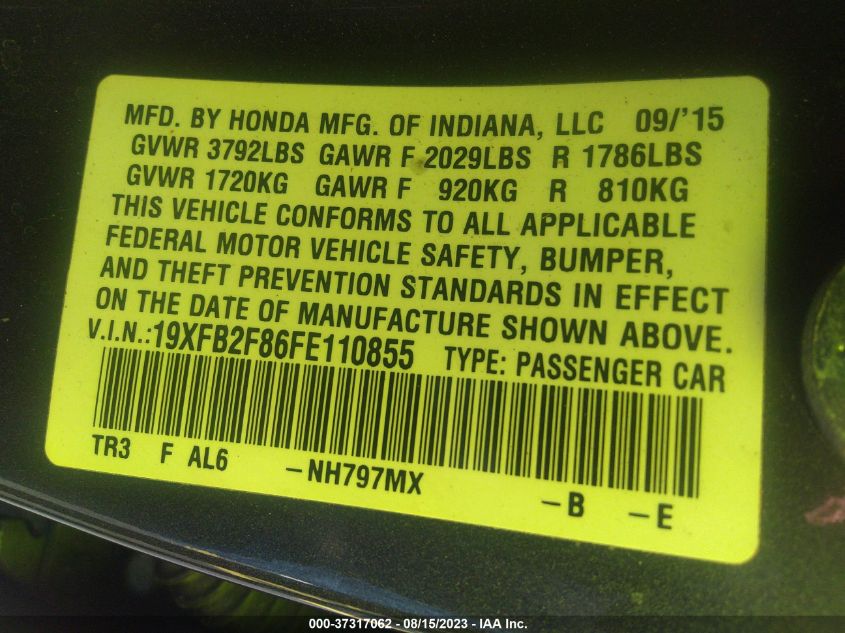 MFD. BY HONDA MFG. OF INDIANA, LLC 09/'15
GVWR 3792LBS GAWR F 2029LBS R 1786LBS
GVWR 1720KG GAWR F 920KG R 810KG
THIS VEHICLE CONFORMS TO ALL APPLICABLE
FEDERAL MOTOR VEHICLE SAFETY, BUMPER,
AND THEFT PREVENTION STANDARDS IN EFFECT
ON THE DATE OF MANUFACTURE SHOWN ABOVE.
V.I.N.:19XFB2F86FE110855 TYPE: PASSENGER CAR
TR3 F AL6 -NH797MX -B -E
000-37317062 - 08/15/2023 - IAA Inc.